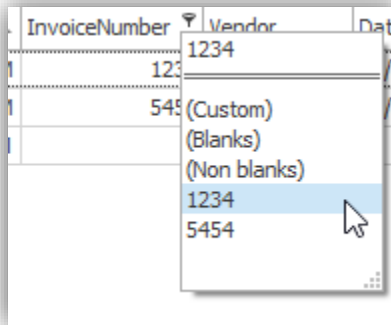 InvoiceNumber Vendor
1234
(Custom)
(Blanks)
(Non blanks)
1234
5454